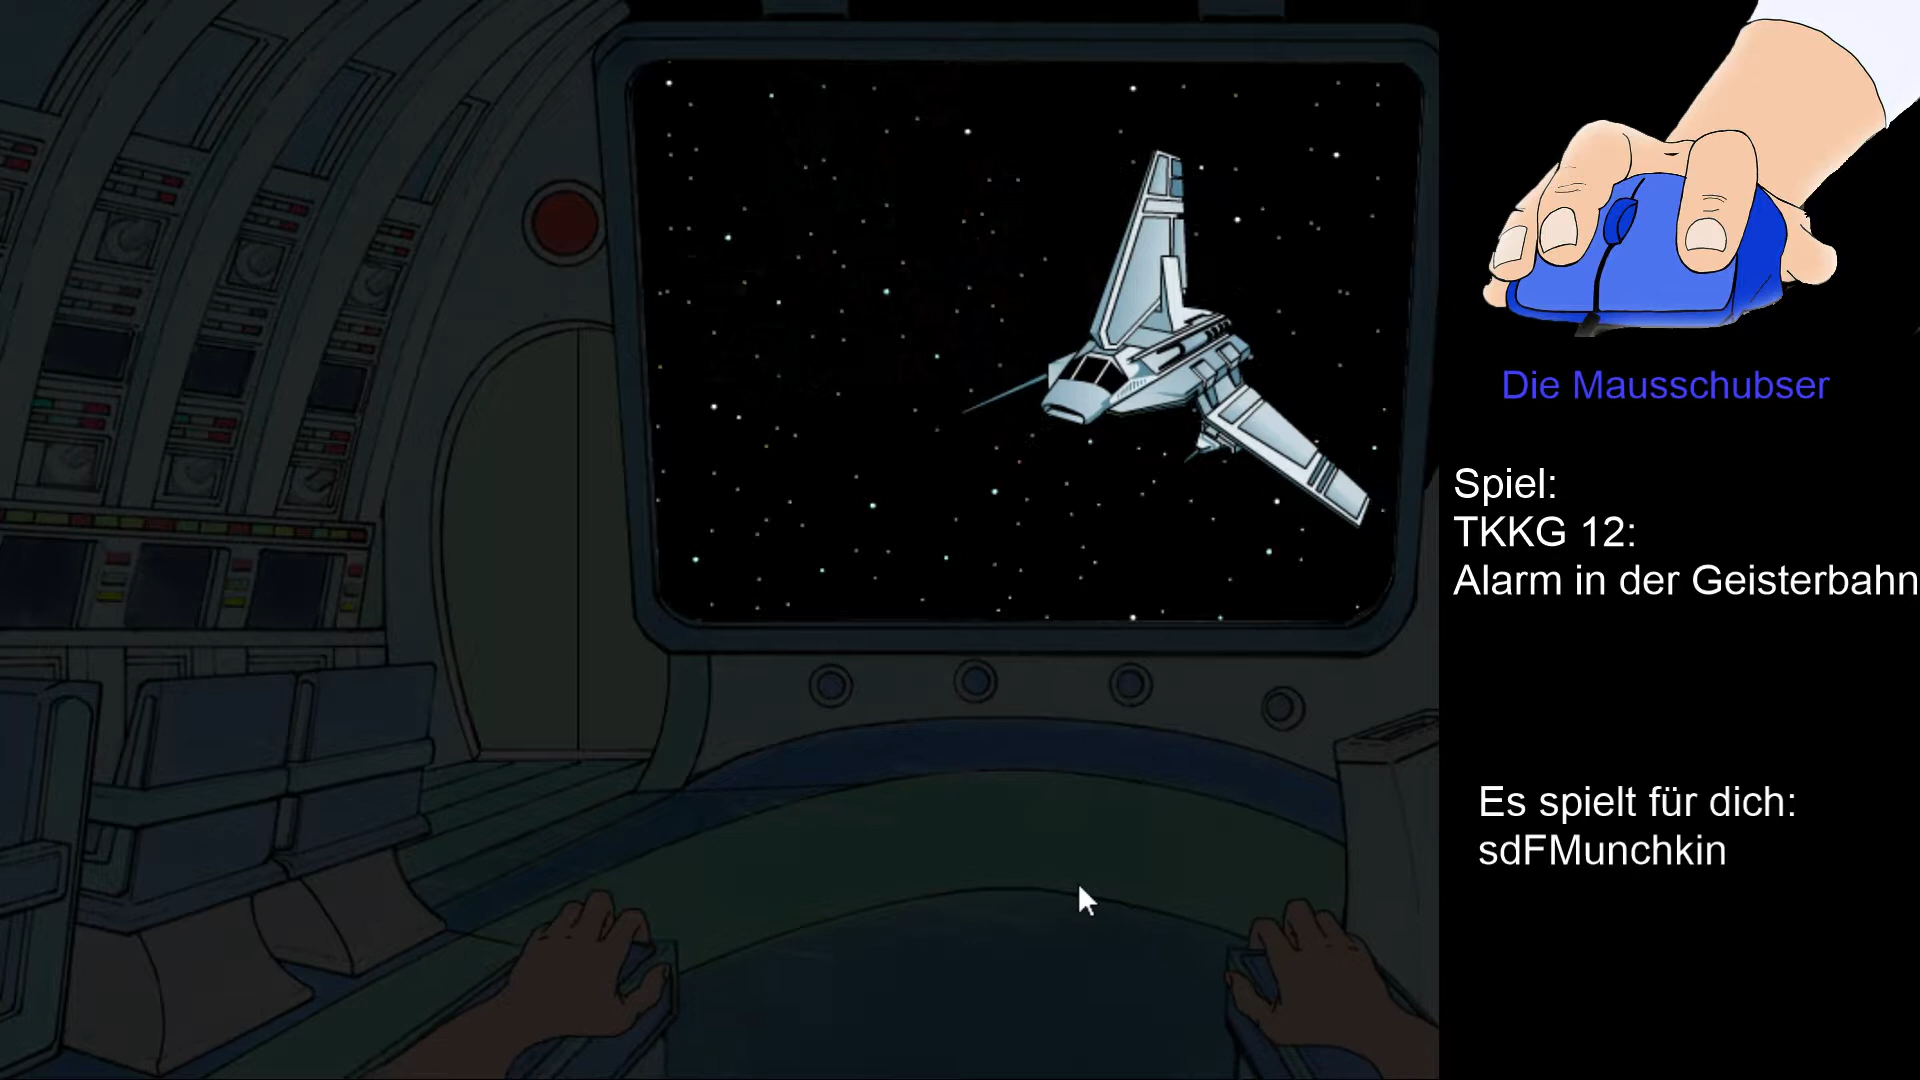 Die Mausschubser
Spiel:
TKKG 12:
Alarm in der Geisterbahn
Es spielt für dich:
sdFMunchkin